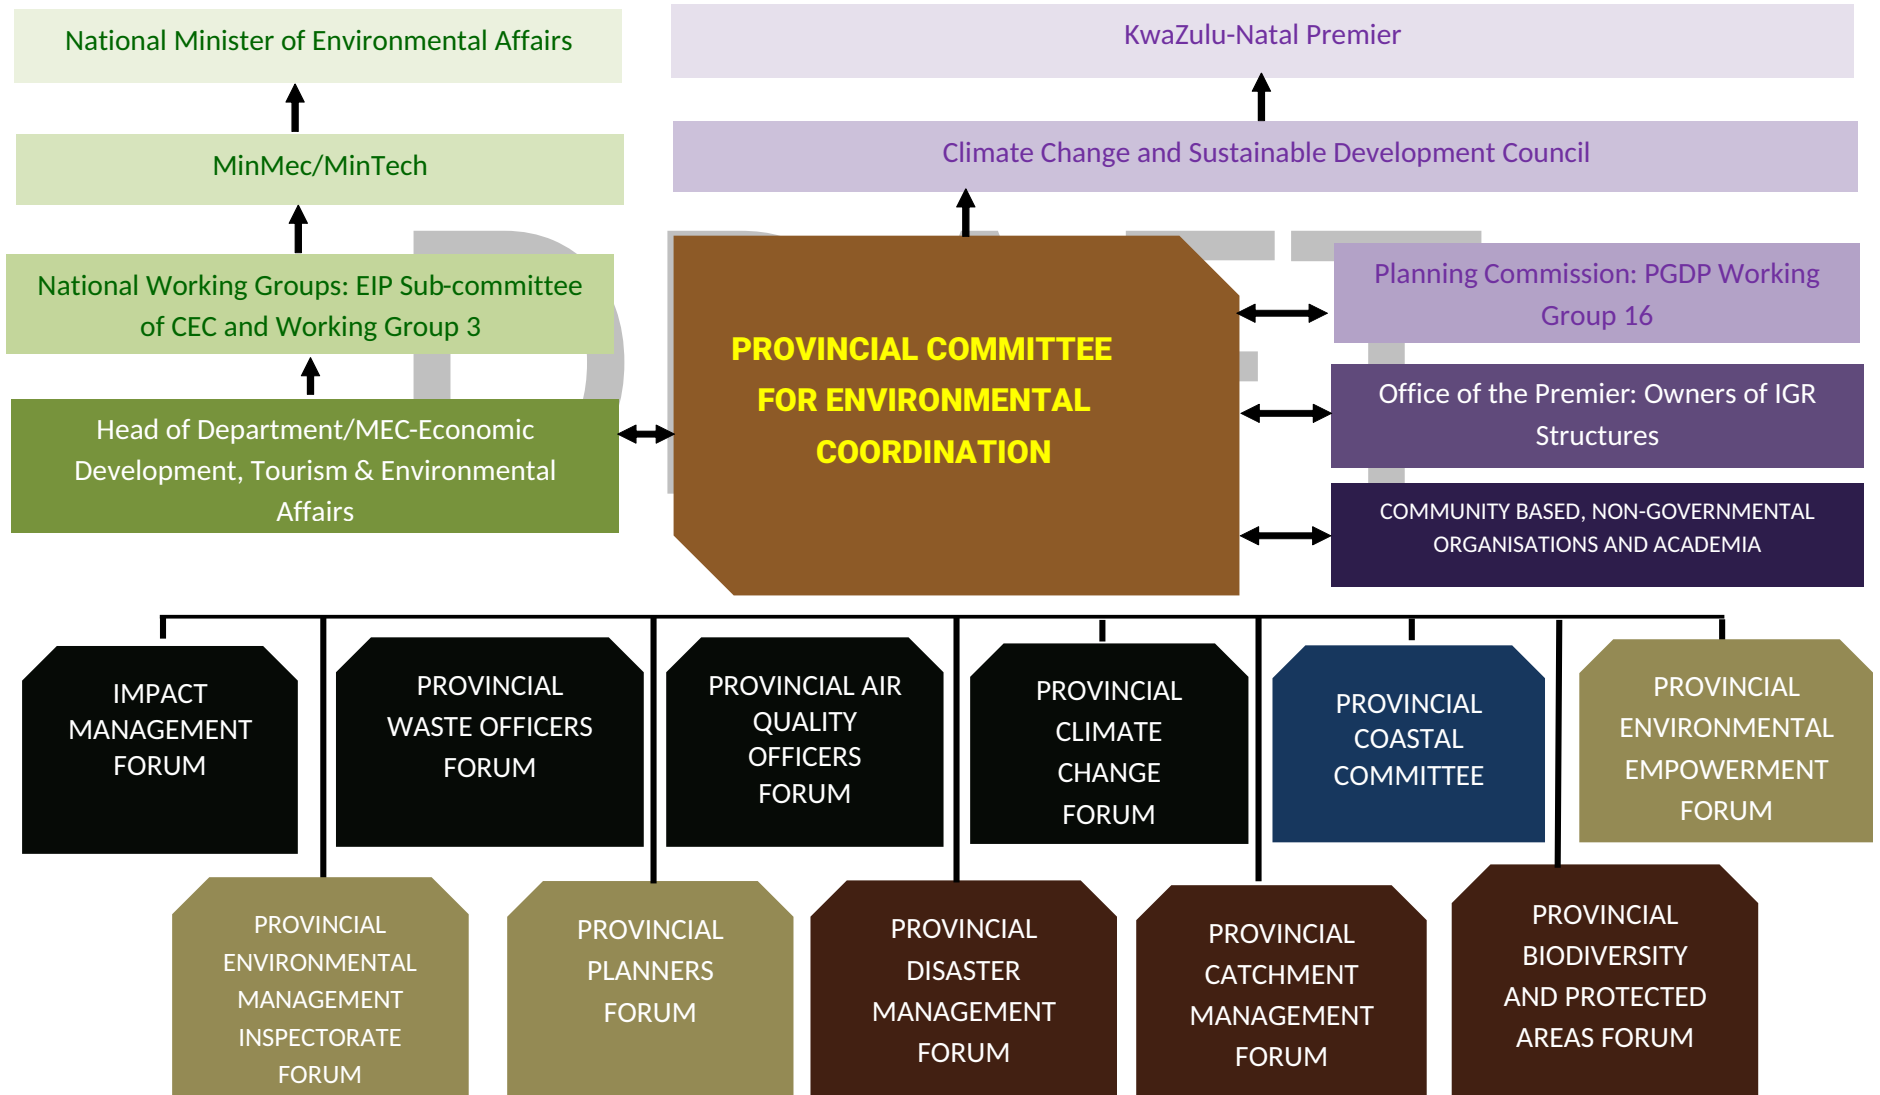 National Minister of Environmental Affairs
KwaZulu-Natal Premier
MinMec/MinTech
Climate Change and Sustainable Development Council
National Working Groups: EIP Sub-committee
of CEC and Working Group 3
Head of Department/MEC-Economic
Development, Tourism & Environmental
Affairs
PROVINCIAL COMMITTEE
FOR ENVIRONMENTAL
COORDINATION
Planning Commission: PGDP Working
Group 16
Office of the Premier: Owners of IGR
Structures
COMMUNITY BASED, NON-GOVERNMENTAL
ORGANISATIONS AND ACADEMIA
IMPACT
MANAGEMENT
FORUM
PROVINCIAL
WASTE OFFICERS
FORUM
PROVINCIAL AIR
QUALITY
OFFICERS
FORUM
PROVINCIAL
CLIMATE
CHANGE
FORUM
PROVINCIAL
COASTAL
COMMITTEE
PROVINCIAL
ENVIRONMENTAL
EMPOWERMENT
FORUM
PROVINCIAL
ENVIRONMENTAL
MANAGEMENT
INSPECTORATE
FORUM
PROVINCIAL
PLANNERS
FORUM
PROVINCIAL
DISASTER
MANAGEMENT
FORUM
PROVINCIAL
CATCHMENT
MANAGEMENT
FORUM
PROVINCIAL
BIODIVERSITY
AND PROTECTED
AREAS FORUM